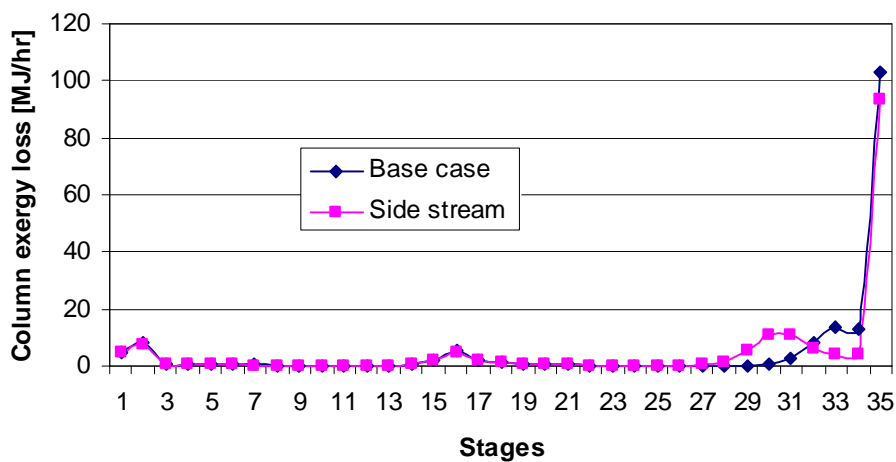 Column exergy loss [MJ/hr]
120
100
80
60
40
20
0
Base case
Side stream
1 3 5 7 9 11 13 15 17 19 21 23 25 27 29 31 33 35
Stages